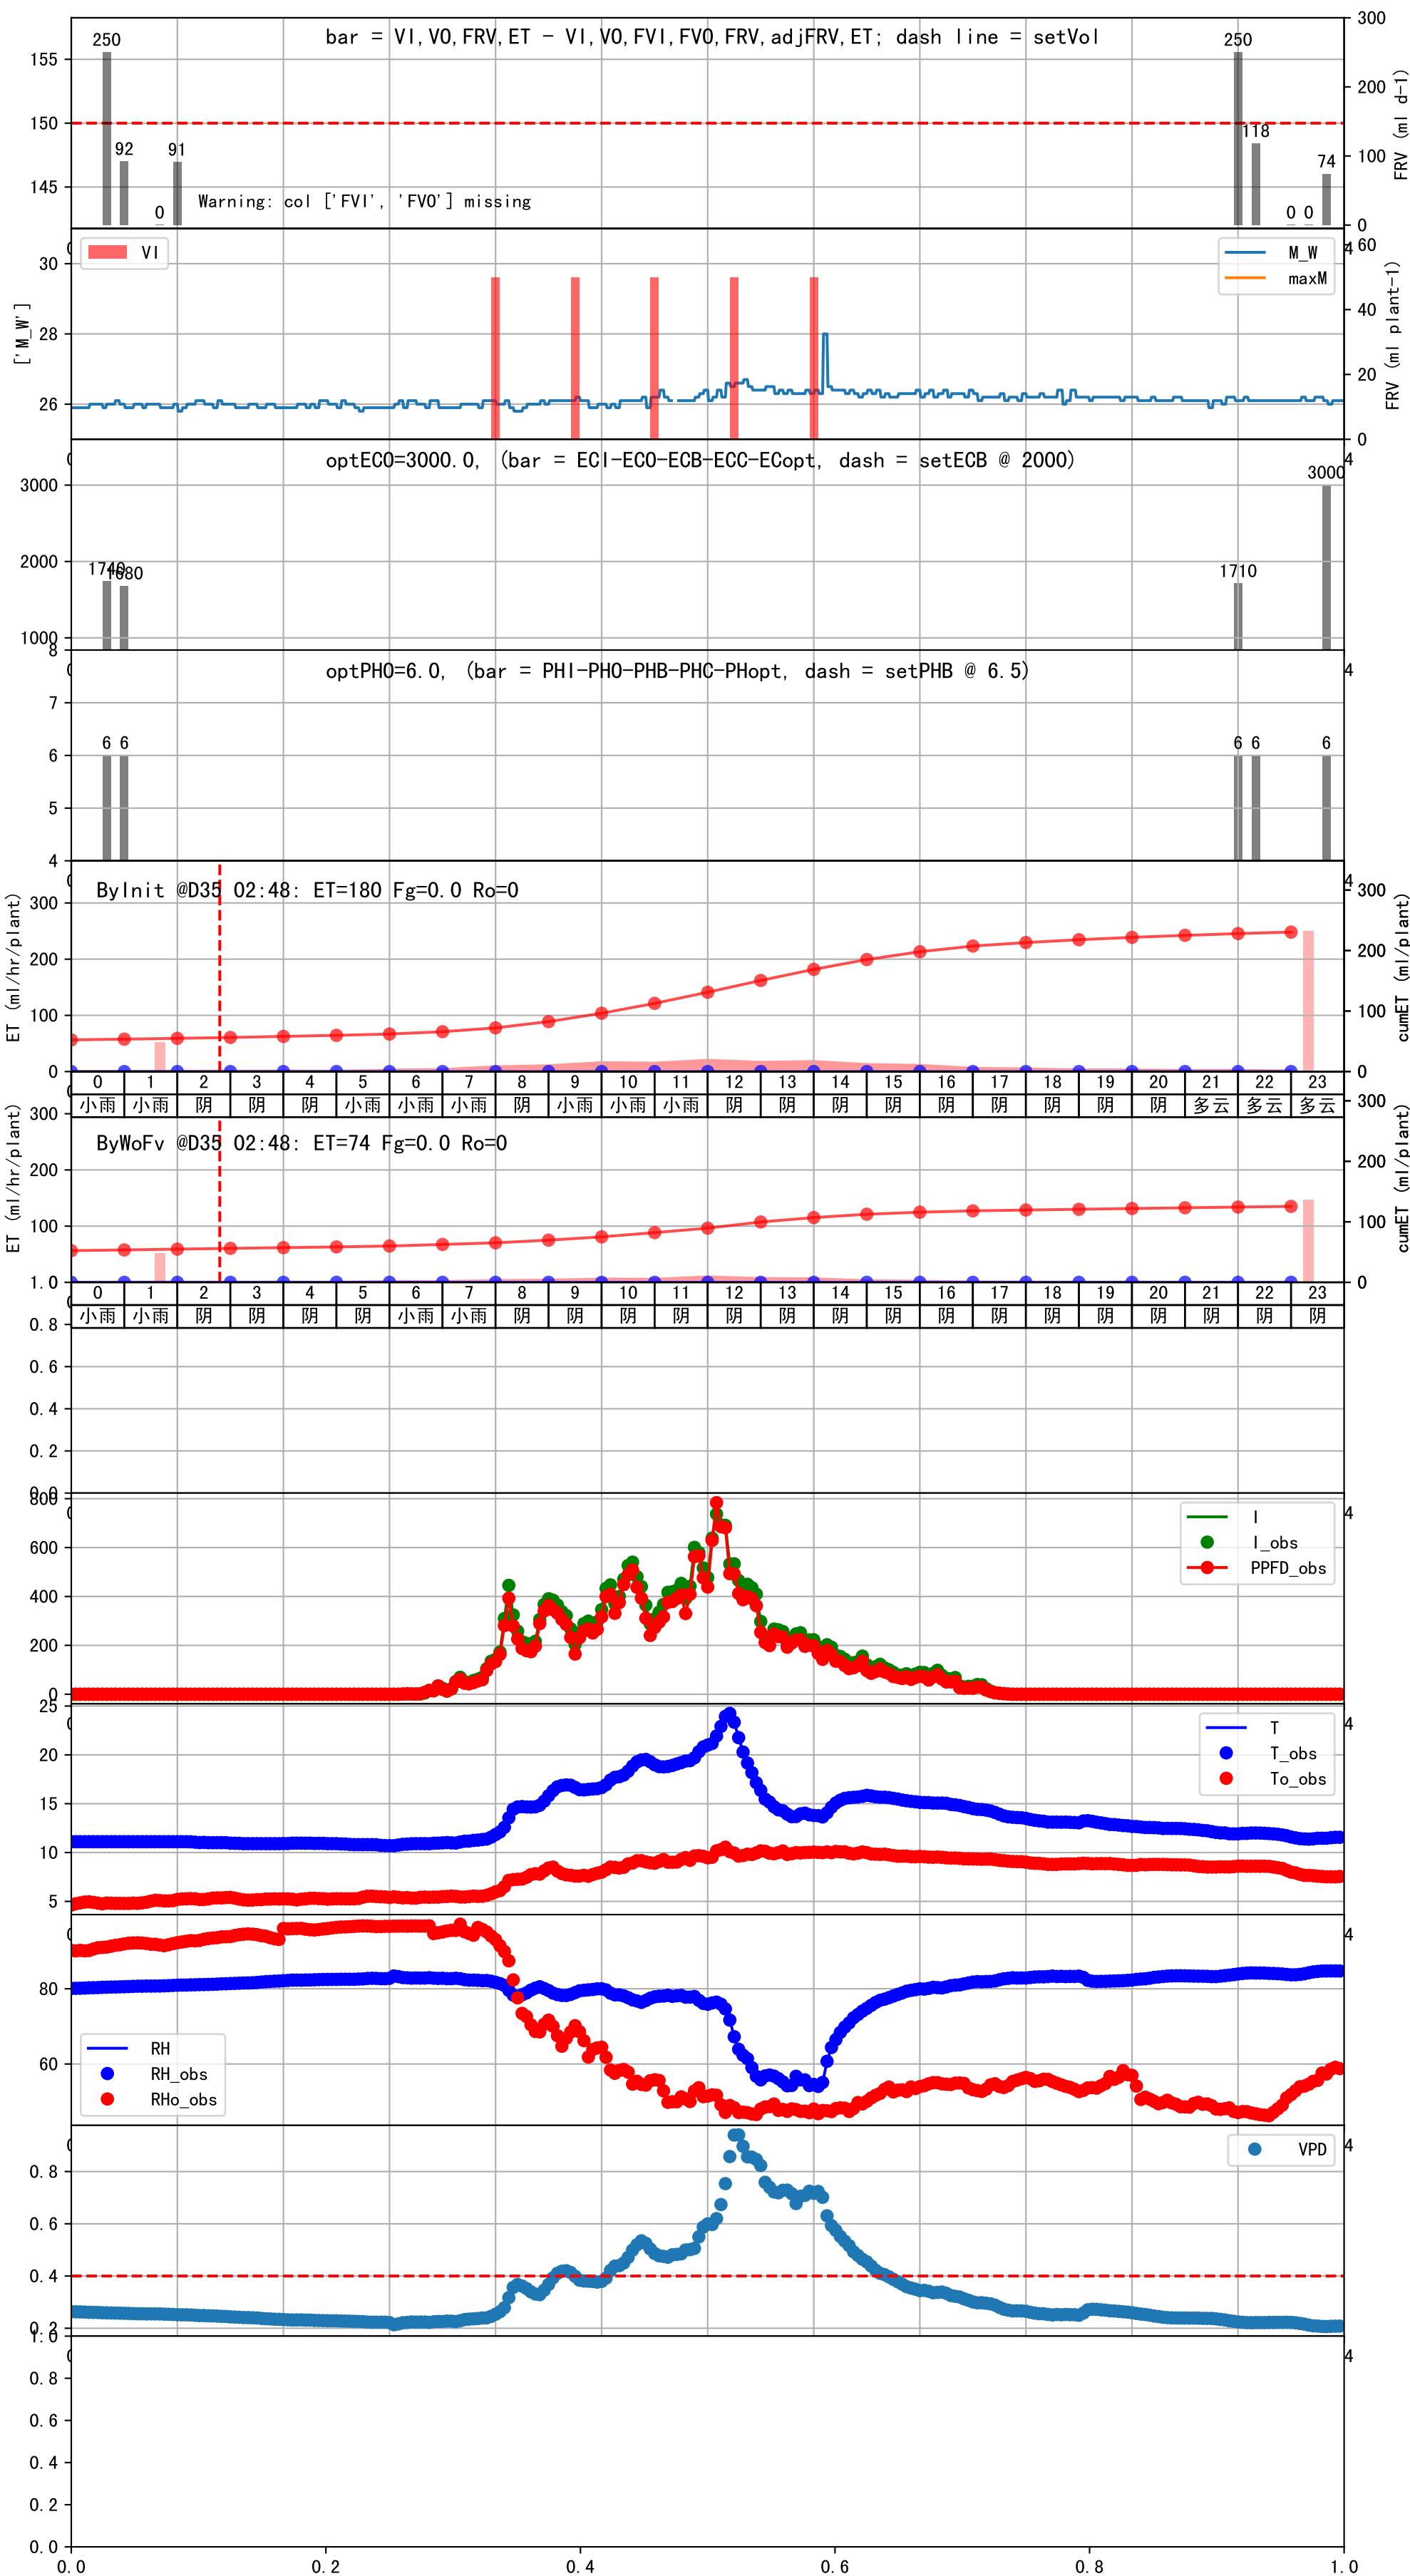 bar = VI,VO,FRV,ET - VI,VO,FVI,FVO,FRV,adjFRV,ET; dash line = setVol
250 92 0 91 250 118 0 0 74
155 150 145
300 200 100 0
FRV (ml d-1)
Warning: col ['FVI', 'FVO'] missing
VI
M_W
maxM
['M_W']
30 28 26
60 40 20 0
FRV (ml plant-1)
optECO=3000.0, (bar = ECI-ECO-ECB-ECC-ECopt, dash = setECB @ 2000)
3000 2000 1000
1740 1680 1710 3000
optPHO=6.0, (bar = PHI-PHO-PHB-PHC-PHopt, dash = setPHB @ 6.5)
8 7 6 5 4
6 6 6 6 6
ByInit @D35 02:48: ET=180 Fg=0.0 Ro=0
ET (ml/hr/plant)
300 200 100 0
cumET (ml/plant)
300 200 100 0
0 1 2 3 4 5 6 7 8 9 10 11 12 13 14 15 16 17 18 19 20 21 22 23
小雨 小雨 阴 阴 阴 小雨 小雨 小雨 阴 小雨 小雨 小雨 阴 阴 阴 阴 阴 阴 阴 阴 阴 多云 多云 多云
ByWoFv @D35 02:48: ET=74 Fg=0.0 Ro=0
ET (ml/hr/plant)
300 200 100
cumET (ml/plant)
300 200 100 0
0 1 2 3 4 5 6 7 8 9 10 11 12 13 14 15 16 17 18 19 20 21 22 23
小雨 小雨 阴 阴 阴 阴 小雨 小雨 阴 阴 阴 阴 阴 阴 阴 阴 阴 阴 阴 阴 阴 阴 阴 阴
1.0 0.8 0.6 0.4 0.2 0.0
I
I_obs
PPFD_obs
800 600 400 200 0
T
T_obs
To_obs
25 20 15 10 5
RH
RH_obs
RHo_obs
80 60
VPD
0.8 0.6 0.4 0.2
1.0 0.8 0.6 0.4 0.2 0.0
0.0 0.2 0.4 0.6 0.8 1.0